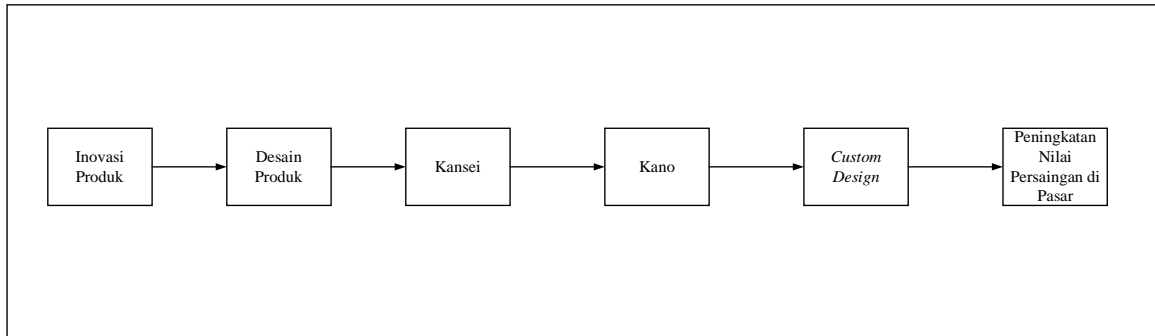 Inovasi
Produk
Desain
Produk
Kansei
Kano
Custom
Design
Peningkatan
Nilai
Persaingan di
Pasar